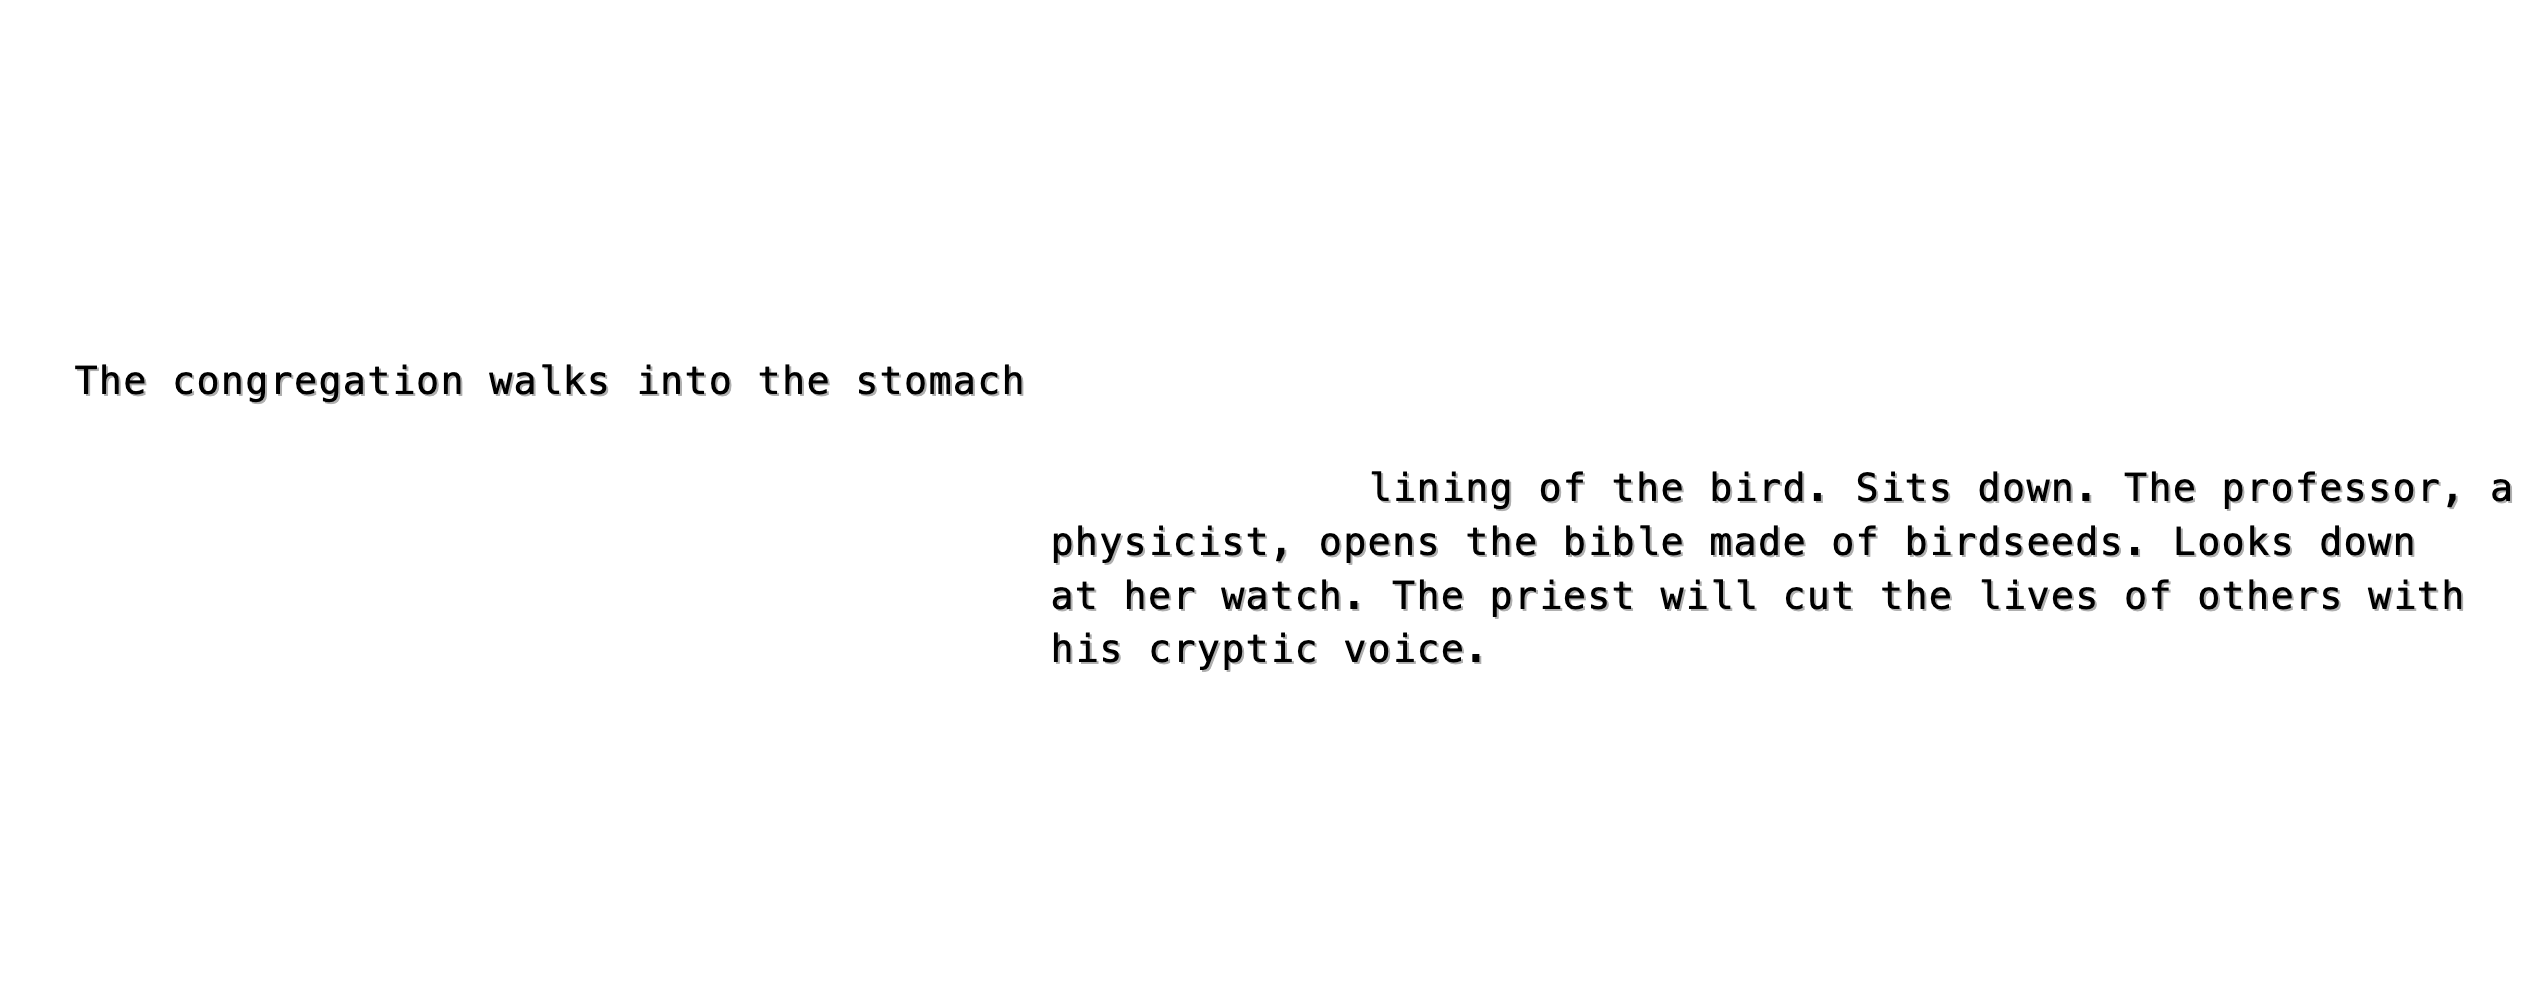 The congregation walks into the stomach
lining of the bird. Sits down. The professor, a
physicist, opens the bible made of birdseeds. Looks down
at her watch. The priest will cut the lives of others with
his cryptic voice.